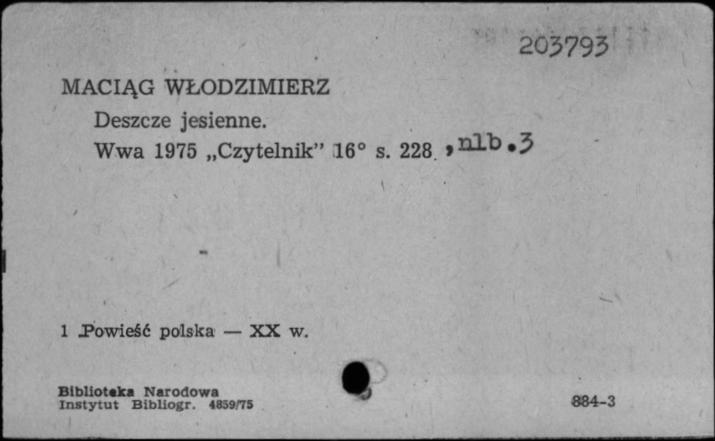 203793
MACIĄG WŁODZIMIERZ
Deszcze jesienne.
Wwa 1975 „Czytelnik” 16° s. 228 ,nlb.3
1 Powieść polska — XX w.
Biblioteka Narodowa
Instytut Bibliogr. 4859/75
884-3